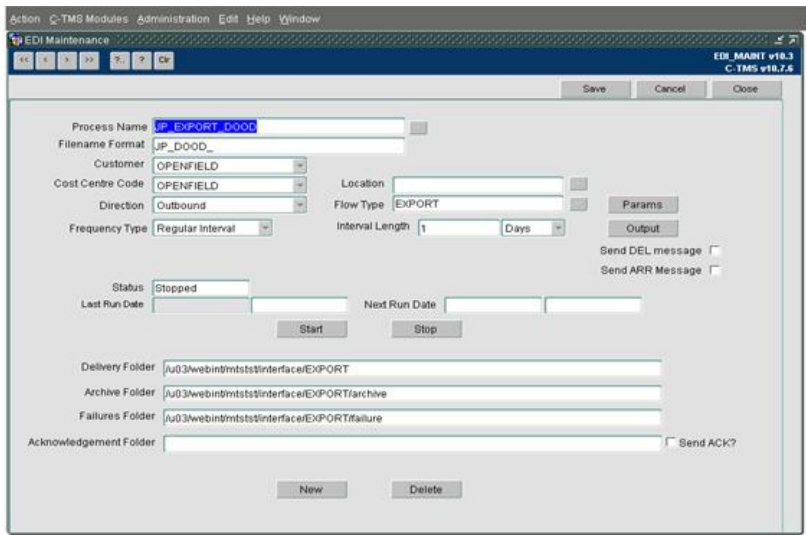 Action C-TMS Modules Administration Edit Help Window
EDI Maintenance
<< < > >> ?.. ? Clr
EDI_MAINT v10.3
C-TMS v10.7.6
Save Cancel Close
Process Name JP_EXPORT_DOOD
Filename Format JP_DOOD_
Customer OPENFIELD
Cost Centre Code OPENFIELD Location
Direction Outbound Flow Type EXPORT Params
Frequency Type Regular Interval Interval Length 1 Days Output
Send DEL message
Send ARR Message
Status Stopped
Last Run Date Next Run Date
Start Stop
Delivery Folder /u03/webint/mtstst/interface/EXPORT
Archive Folder /u03/webint/mtstst/interface/EXPORT/archive
Failures Folder /u03/webint/mtstst/interface/EXPORT/failure
Acknowledgement Folder Send ACK?
New Delete